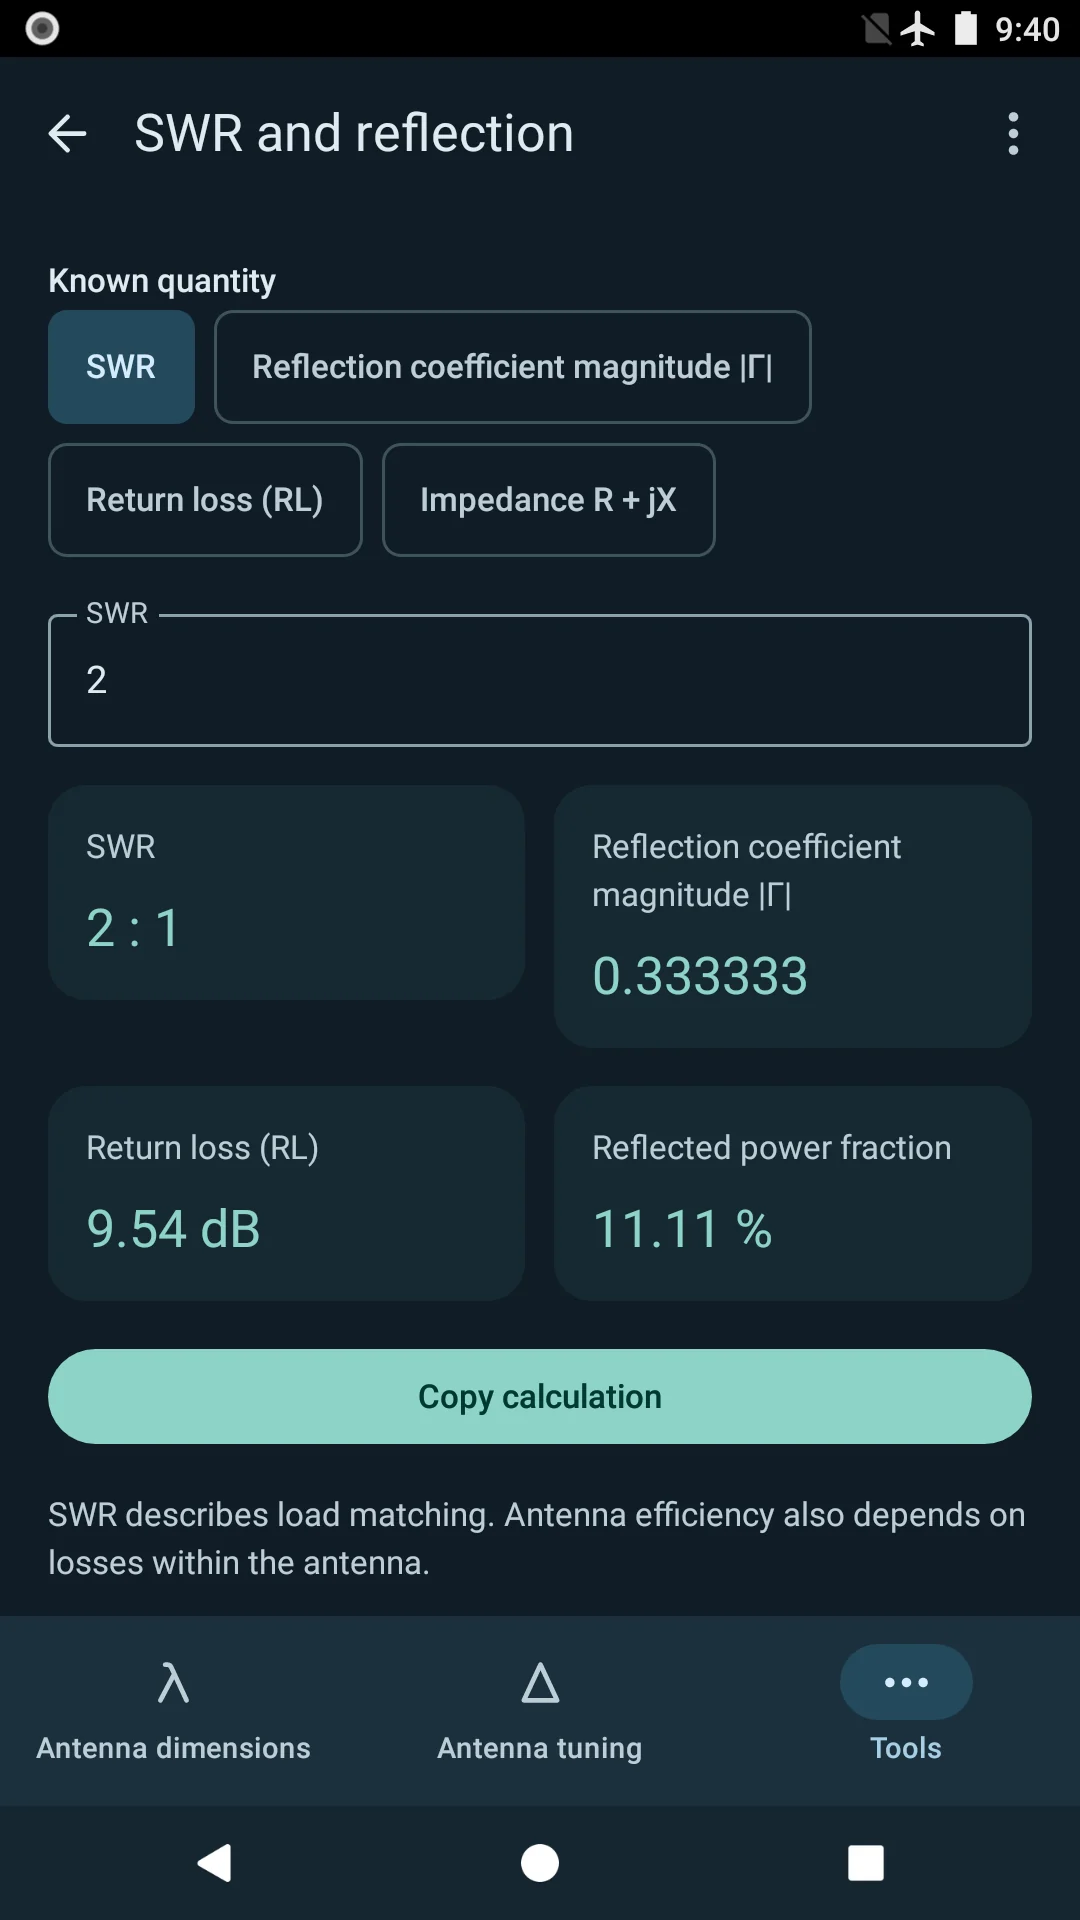 9:40
SWR and reflection
Known quantity
SWR
Reflection coefficient magnitude |Γ|
Return loss (RL)
Impedance R + jX
SWR
2
SWR
2 : 1
Reflection coefficient
magnitude |Γ|
0.333333
Return loss (RL)
9.54 dB
Reflected power fraction
11.11 %
Copy calculation
SWR describes load matching. Antenna efficiency also depends on
losses within the antenna.
λ
Antenna dimensions
Δ
Antenna tuning
Tools